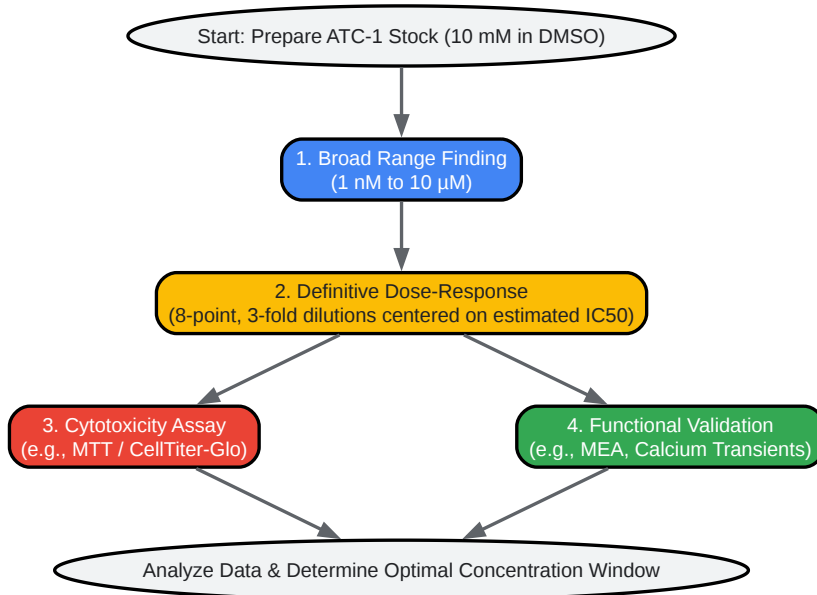 Start: Prepare ATC-1 Stock (10 mM in DMSO)
1. Broad Range Finding
(1 nM to 10 µM)
2. Definitive Dose-Response
(8-point, 3-fold dilutions centered on estimated IC50)
3. Cytotoxicity Assay
(e.g., MTT / CellTiter-Glo)
4. Functional Validation
(e.g., MEA, Calcium Transients)
Analyze Data & Determine Optimal Concentration Window